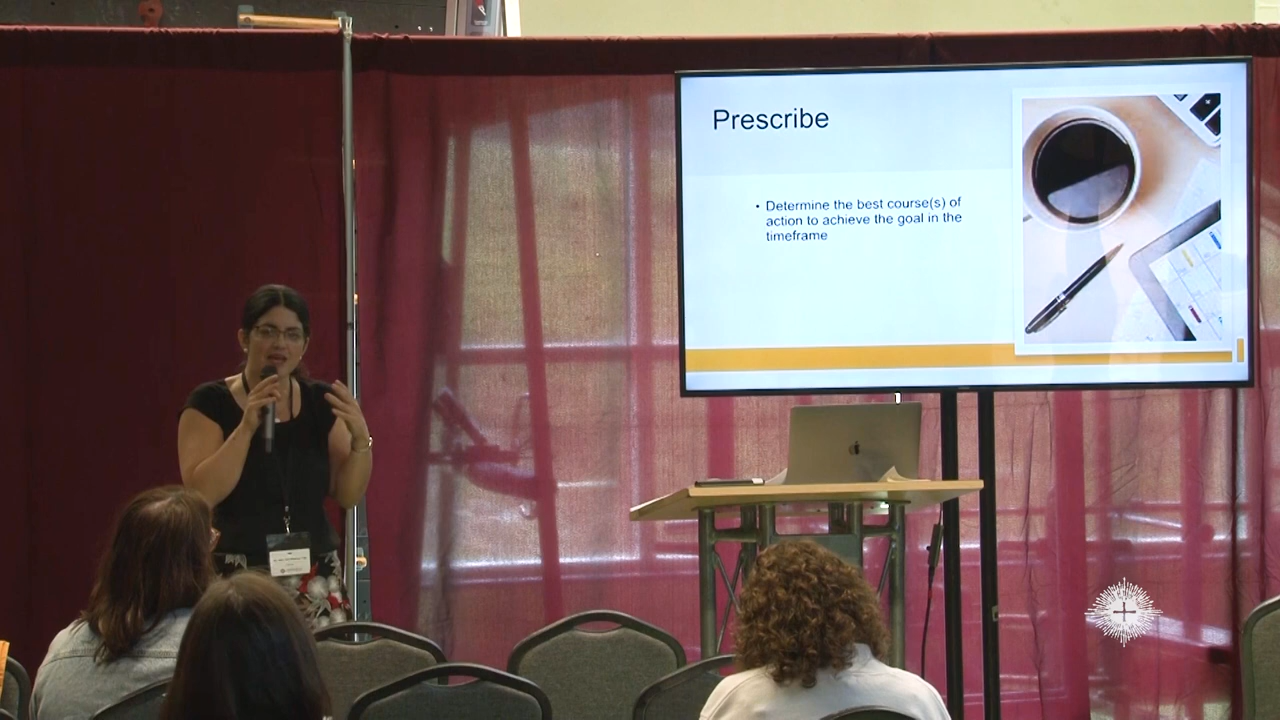 Prescribe
• Determine the best course(s) of
action to achieve the goal in the
timeframe